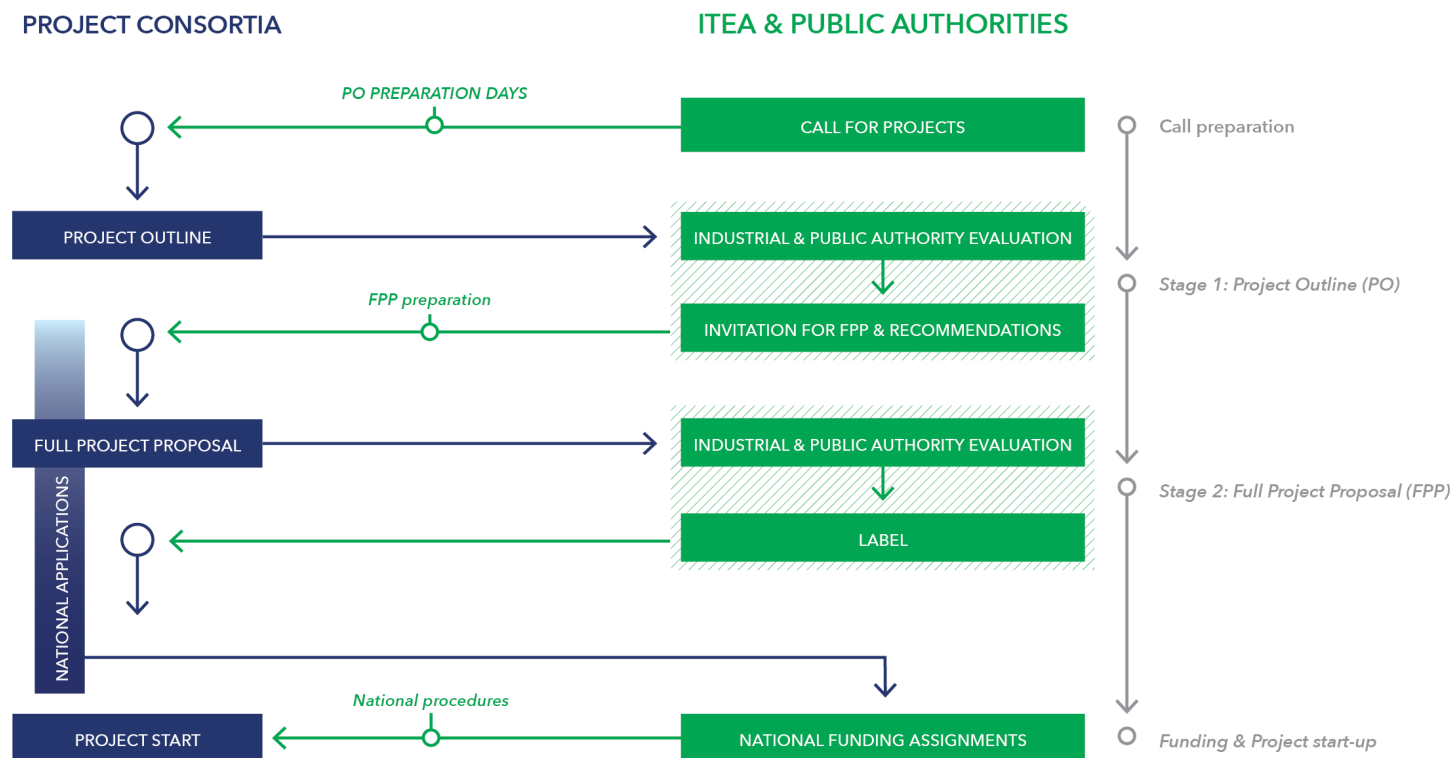 PROJECT CONSORTIA
ITEA & PUBLIC AUTHORITIES
PO PREPARATION DAYS
CALL FOR PROJECTS
Call preparation
PROJECT OUTLINE
INDUSTRIAL & PUBLIC AUTHORITY EVALUATION
Stage 1: Project Outline (PO)
FPP preparation
INVITATION FOR FPP & RECOMMENDATIONS
FULL PROJECT PROPOSAL
INDUSTRIAL & PUBLIC AUTHORITY EVALUATION
Stage 2: Full Project Proposal (FPP)
NATIONAL APPLICATIONS
LABEL
National procedures
PROJECT START
NATIONAL FUNDING ASSIGNMENTS
Funding & Project start-up